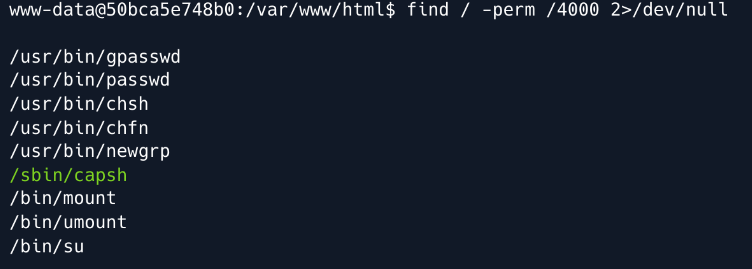 www-data@50bca5e748b0:/var/www/html$ find / -perm /4000 2>/dev/null
/usr/bin/gpasswd
/usr/bin/passwd
/usr/bin/chsh
/usr/bin/chfn
/usr/bin/newgrp
/sbin/capsh
/bin/mount
/bin/umount
/bin/su